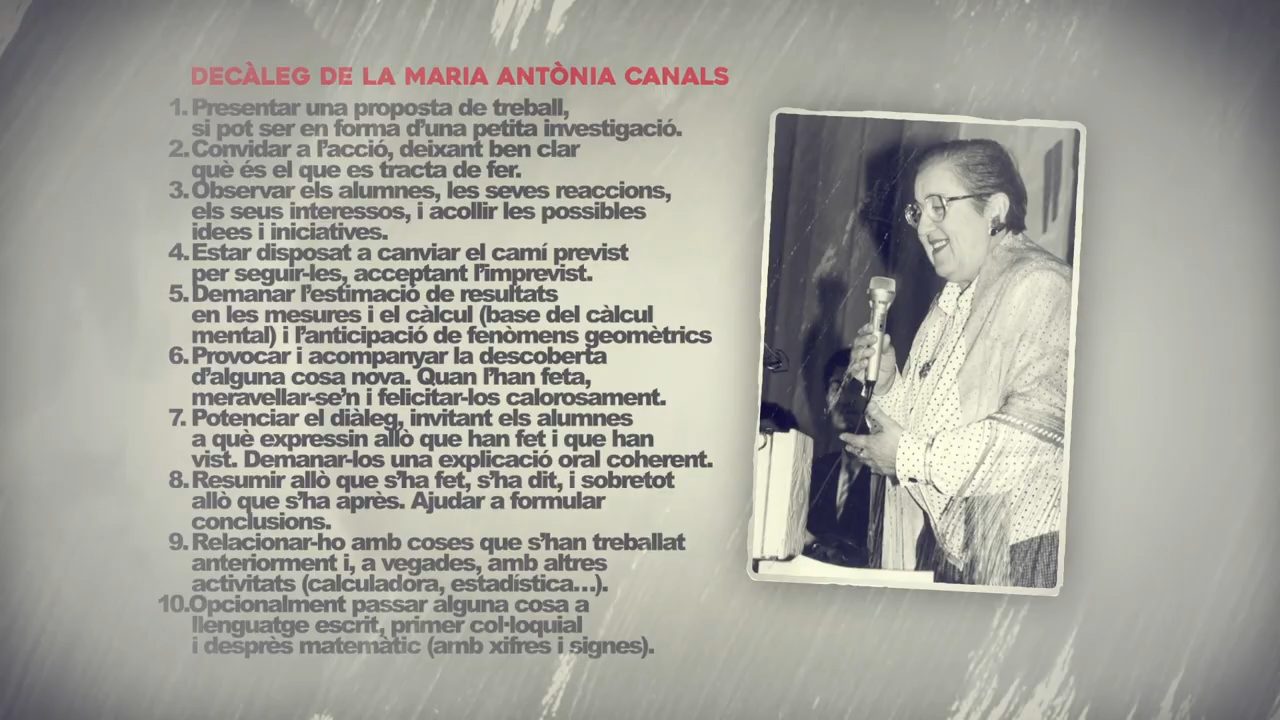 DECÀLEG DE LA MARIA ANTÒNIA CANALS
1. Presentar una proposta de treball,
si pot ser en forma d'una petita investigació.
2. Convidar a l'acció, deixant ben clar
què és el que es tracta de fer.
3. Observar els alumnes, les seves reaccions,
els seus interessos, i acollir les possibles
idees i iniciatives.
4. Estar disposat a canviar el camí previst
per seguir-les, acceptant l'imprevist.
5. Demanar l'estimació de resultats
en les mesures i el càlcul (base del càlcul
mental) i l'anticipació de fenòmens geomètrics
6. Provocar i acompanyar la descoberta
d'alguna cosa nova. Quan l'han feta,
meravellar-se'n i felicitar-los calorosament.
7. Potenciar el diàleg, invitant els alumnes
a què expressin allò que han fet i que han
vist. Demanar-los una explicació oral coherent.
8. Resumir allò que s'ha fet, s'ha dit, i sobretot
allò que s'ha après. Ajudar a formular
conclusions.
9. Relacionar-ho amb coses que s'han treballat
anteriorment i, a vegades, amb altres
activitats (calculadora, estadística...).
10. Opcionalment passar alguna cosa a
llenguatge escrit, primer col·loquial
i desprès matemàtic (amb xifres i signes).